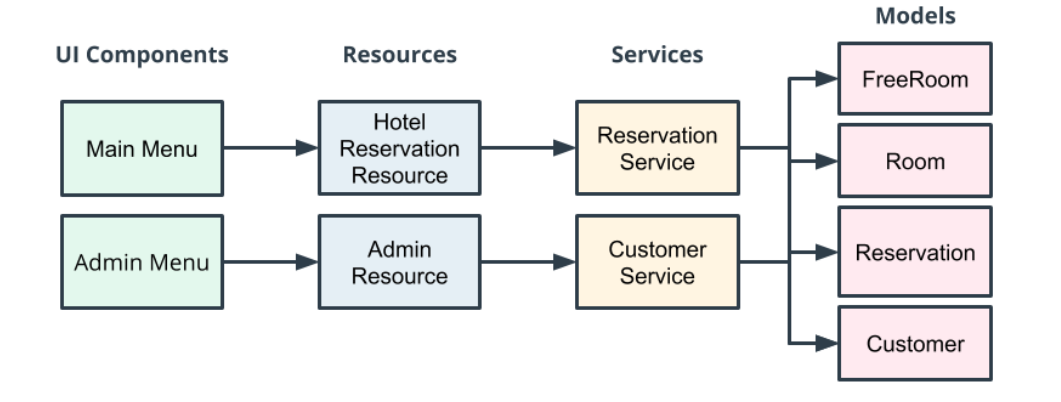 Models
UI Components
Resources
Services
Main Menu
Hotel
Reservation
Resource
Reservation
Service
FreeRoom
Room
Admin Menu
Admin
Resource
Customer
Service
Reservation
Customer